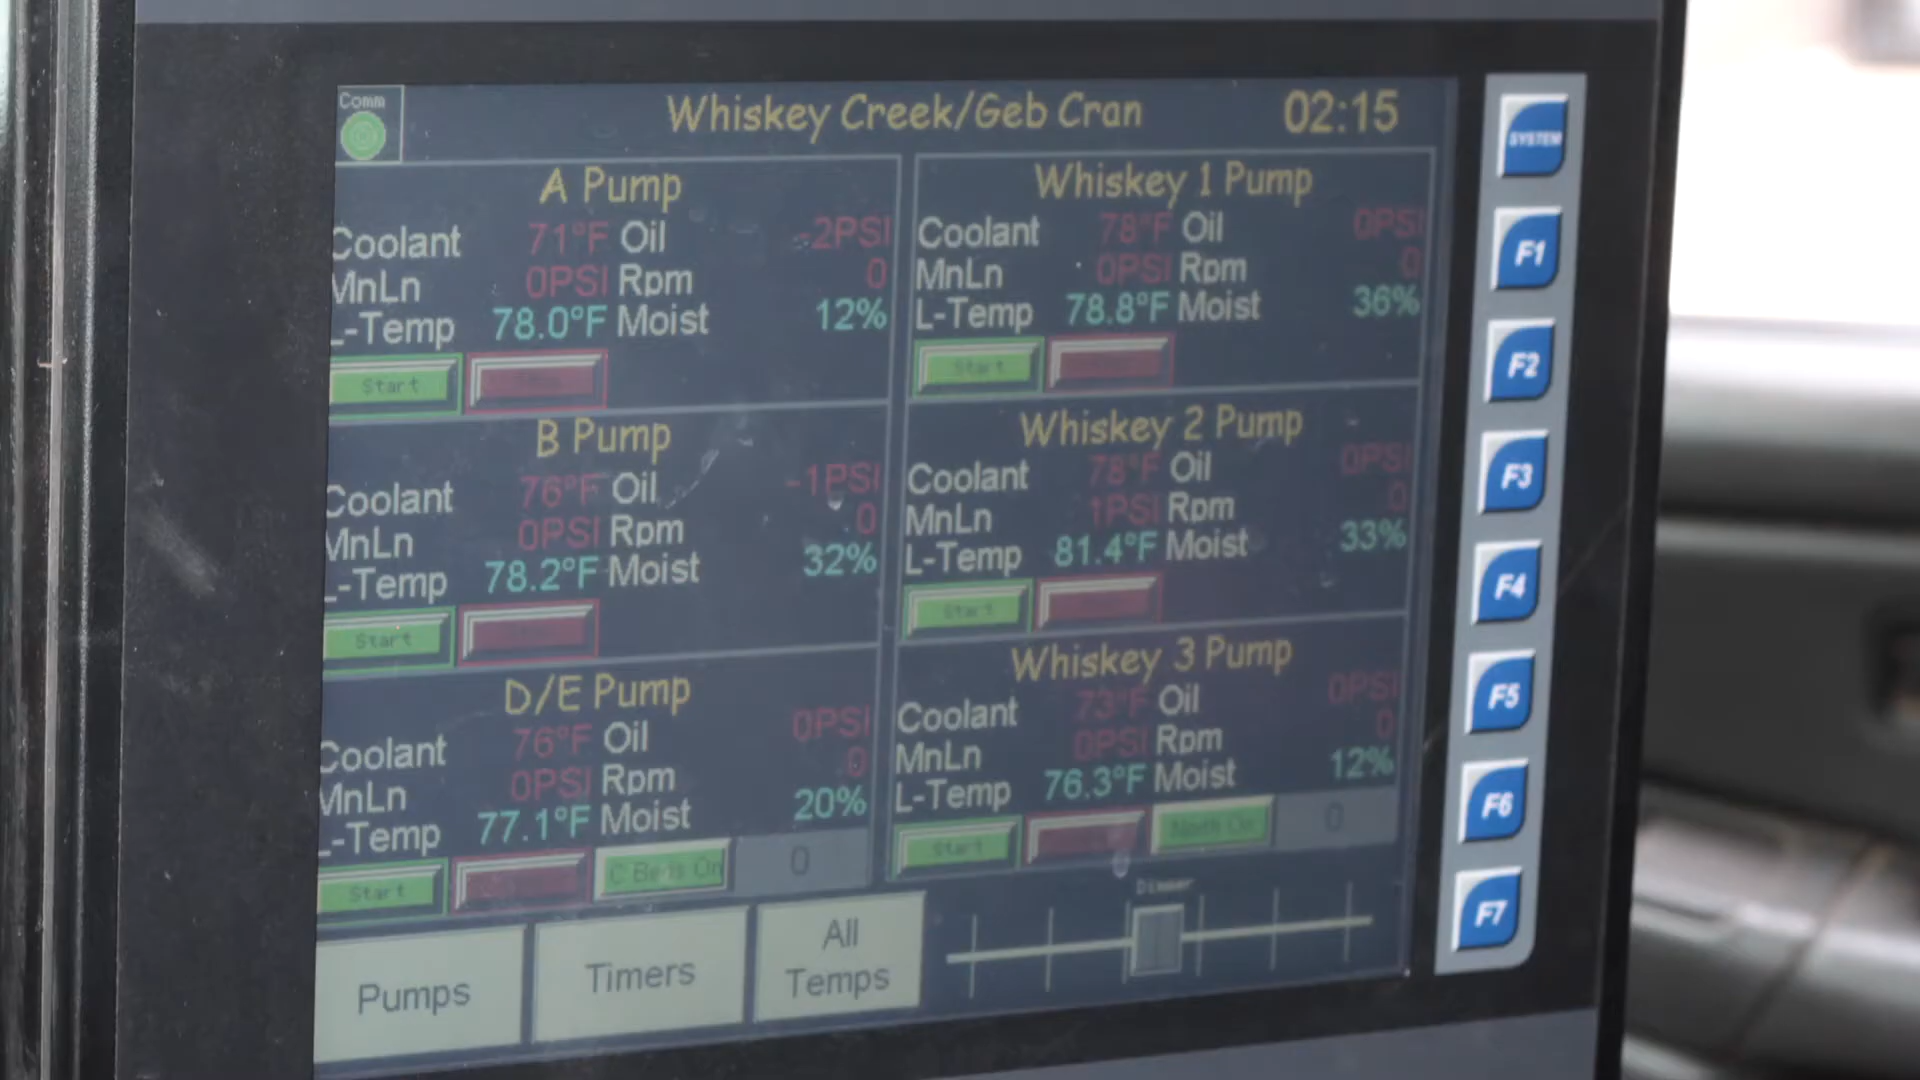 Comm
Whiskey Creek/Geb Cran
02:15
A Pump
Coolant 71°F Oil -2PSI
MnLn 0PSI Rpm 0
L-Temp 78.0°F Moist 12%
Start
B Pump
Coolant 76°F Oil -1PSI
MnLn 0PSI Rpm 0
L-Temp 78.2°F Moist 32%
Start
D/E Pump
Coolant 76°F Oil 0PSI
MnLn 0PSI Rpm 0
L-Temp 77.1°F Moist 20%
Start C Beds On 0
Whiskey 1 Pump
Coolant 78°F Oil 0PSI
MnLn 0PSI Rpm 0
L-Temp 78.8°F Moist 36%
Start
Whiskey 2 Pump
Coolant 78°F Oil 0PSI
MnLn 1PSI Rpm 0
L-Temp 81.4°F Moist 33%
Start
Whiskey 3 Pump
Coolant 73°F Oil 0PSI
MnLn 0PSI Rpm 0
L-Temp 76.3°F Moist 12%
Start On 0
Pumps
Timers
All
Temps
Dimmer
SYSTEM
F1
F2
F3
F4
F5
F6
F7